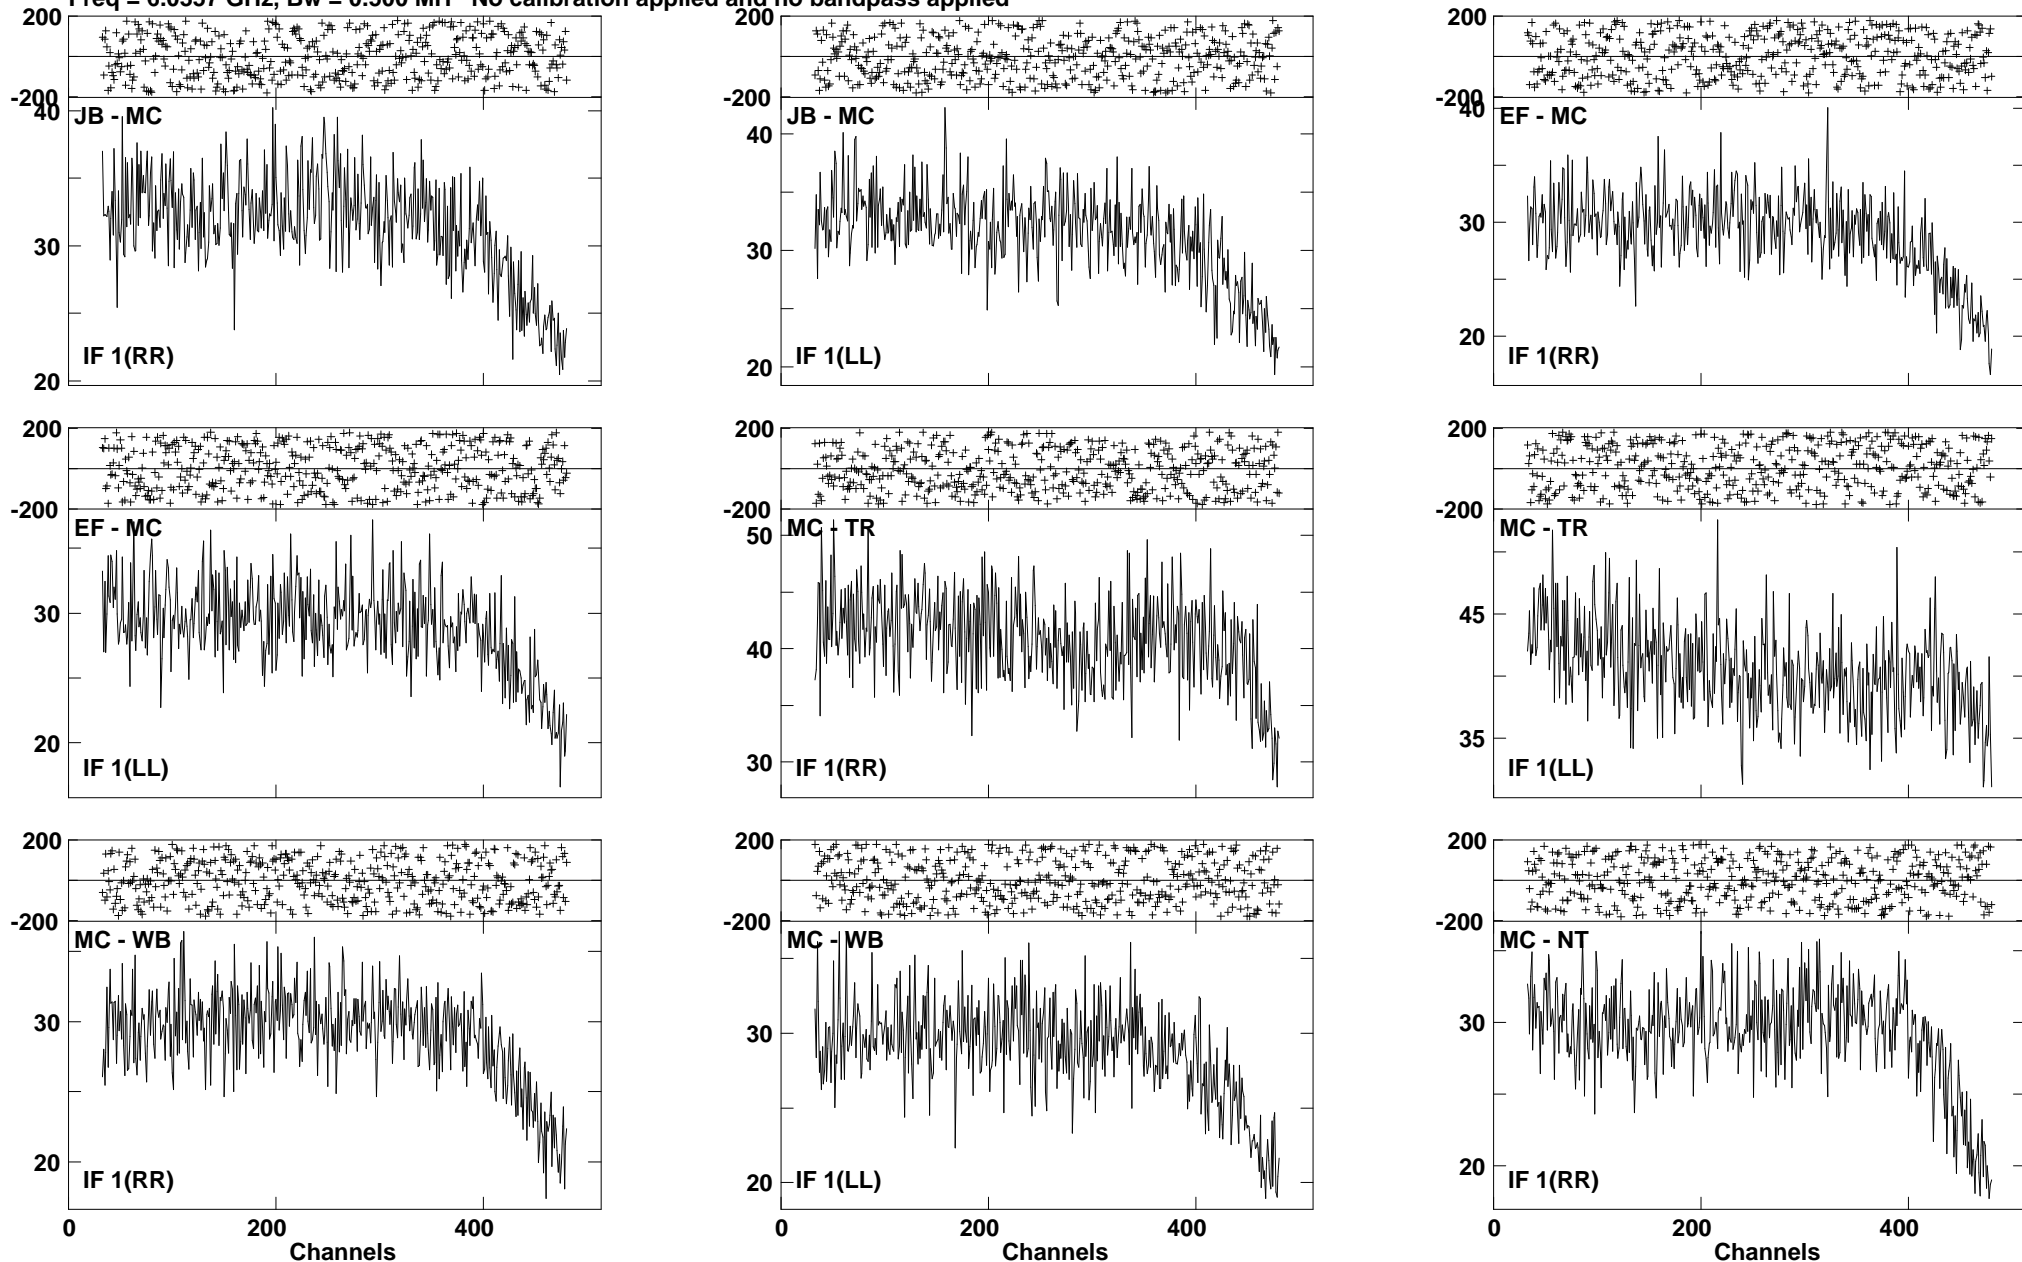 Freq = 6.0357 GHz, Bw = 0.500 MH No calibration applied and no bandpass applied
200
-200
40
JB - MC
30
IF 1(RR)
20
200
-200
JB - MC
40
30
IF 1(LL)
20
200
-200
40
EF - MC
30
20
IF 1(RR)
200
-200
EF - MC
30
20
IF 1(LL)
200
-200
MC - TR
50
40
30
IF 1(RR)
200
-200
MC - TR
45
35
IF 1(LL)
200
-200
MC - WB
30
20
IF 1(RR)
0 200 400
Channels
200
-200
MC - WB
30
20
IF 1(LL)
0 200 400
Channels
200
-200
MC - NT
30
20
IF 1(RR)
0 200 400
Channels